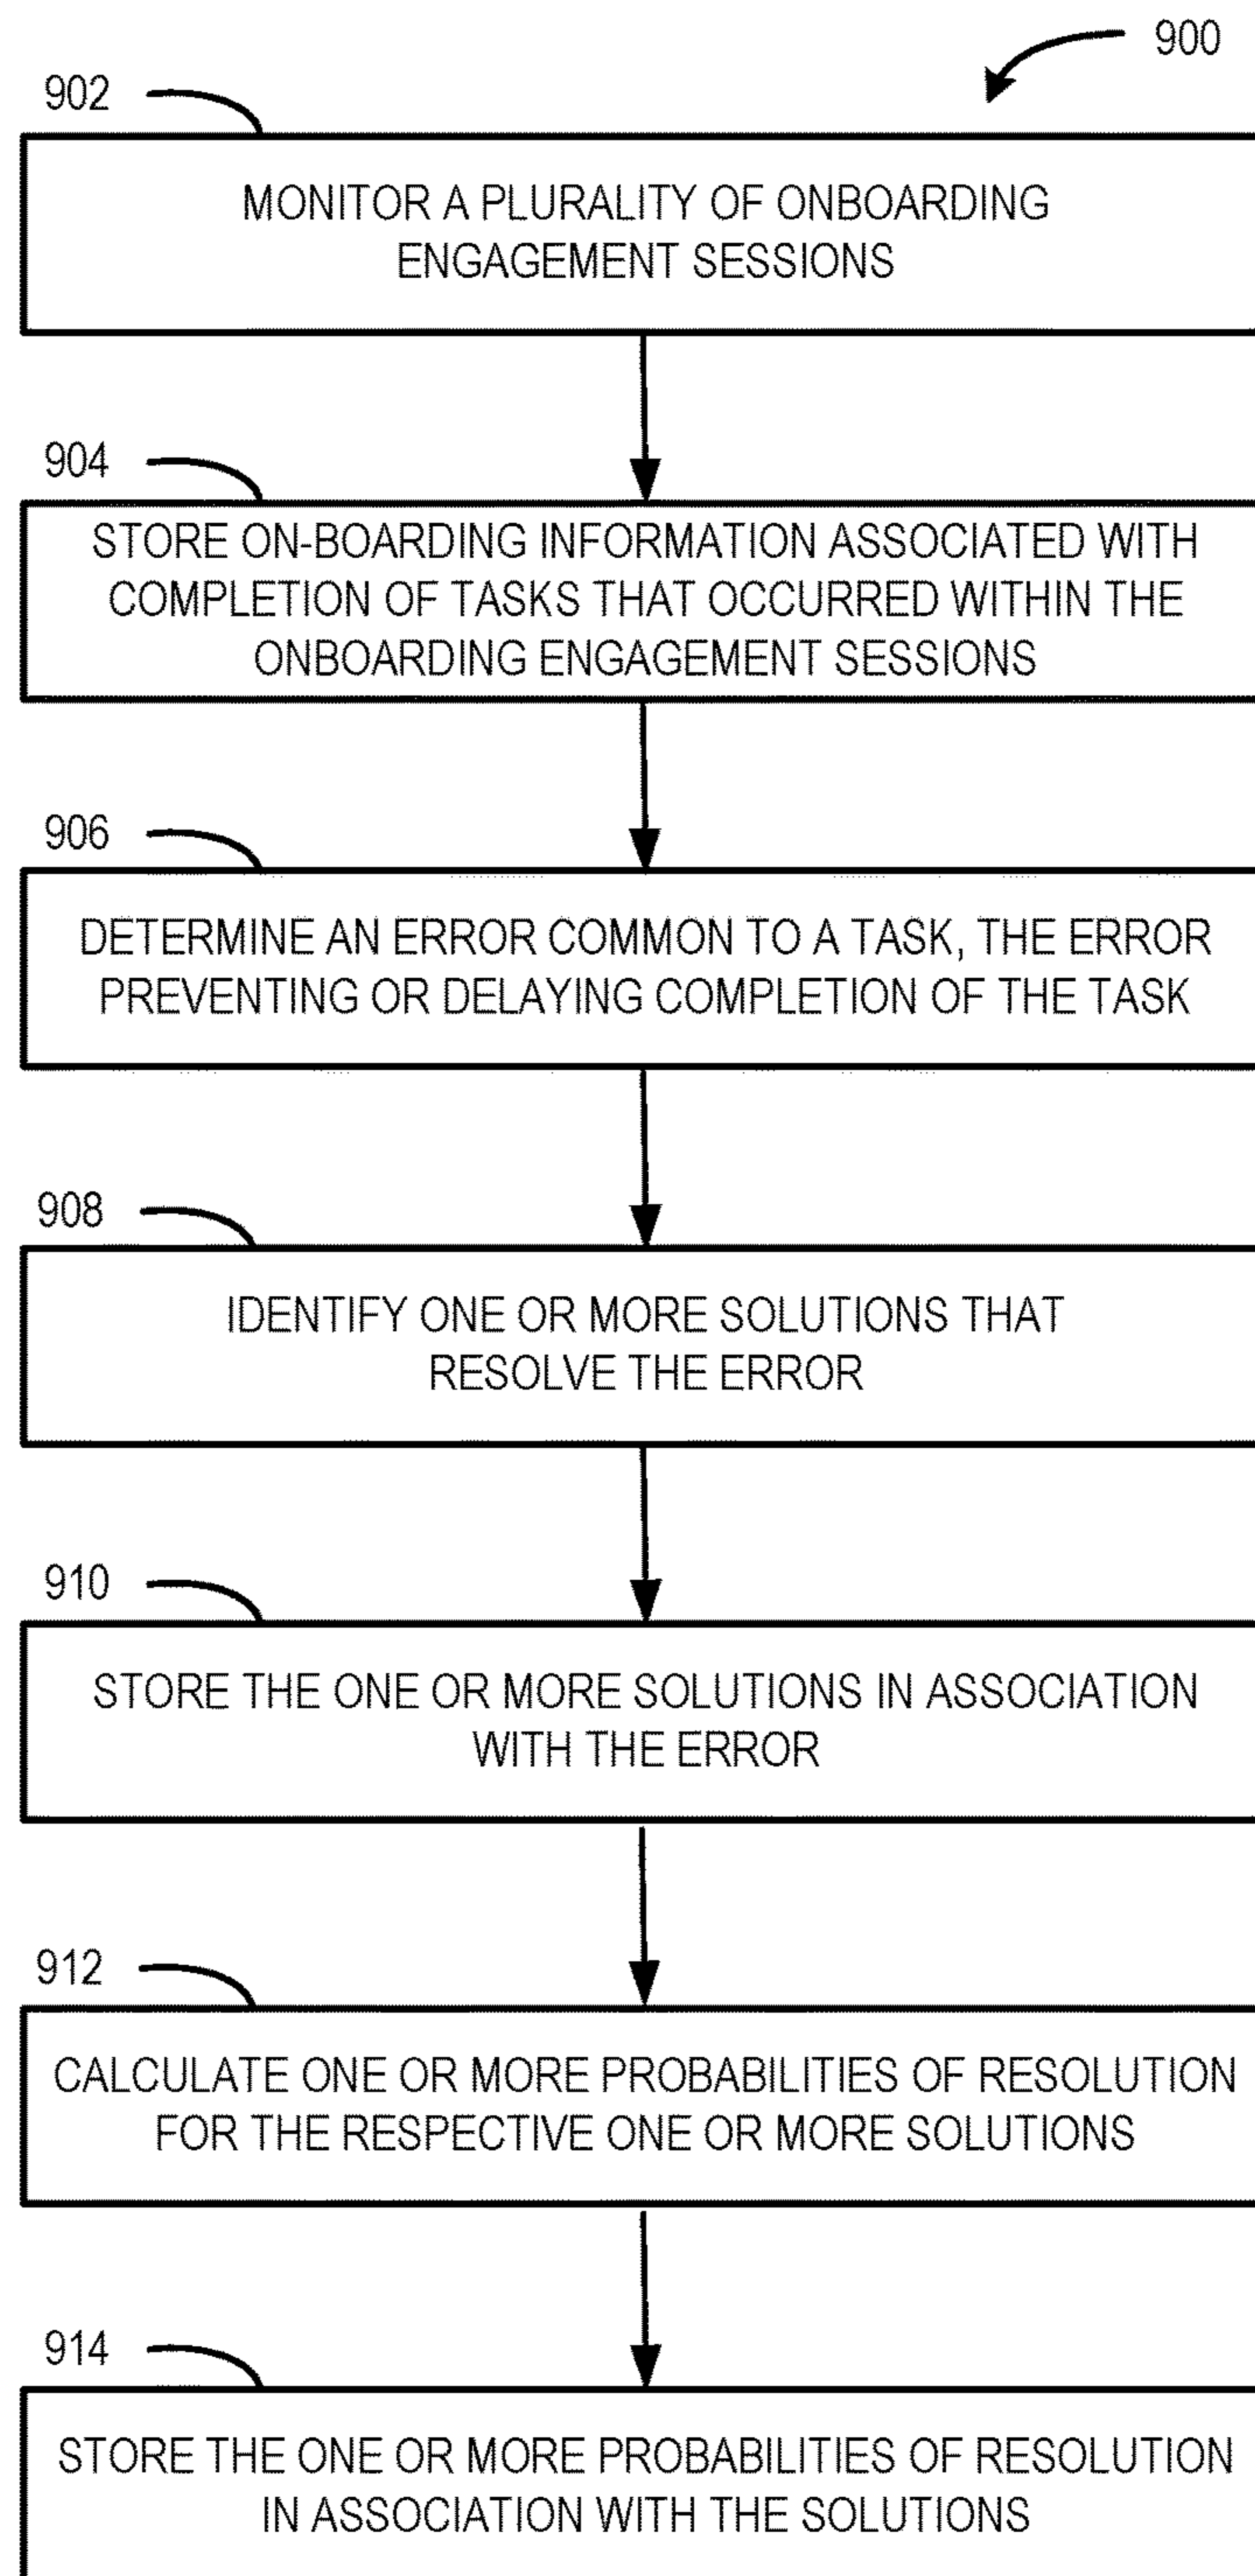 900
902
MONITOR A PLURALITY OF ONBOARDING
ENGAGEMENT SESSIONS
904
STORE ON-BOARDING INFORMATION ASSOCIATED WITH
COMPLETION OF TASKS THAT OCCURRED WITHIN THE
ONBOARDING ENGAGEMENT SESSIONS
906
DETERMINE AN ERROR COMMON TO A TASK, THE ERROR
PREVENTING OR DELAYING COMPLETION OF THE TASK
908
IDENTIFY ONE OR MORE SOLUTIONS THAT
RESOLVE THE ERROR
910
STORE THE ONE OR MORE SOLUTIONS IN ASSOCIATION
WITH THE ERROR
912
CALCULATE ONE OR MORE PROBABILITIES OF RESOLUTION
FOR THE RESPECTIVE ONE OR MORE SOLUTIONS
914
STORE THE ONE OR MORE PROBABILITIES OF RESOLUTION
IN ASSOCIATION WITH THE SOLUTIONS